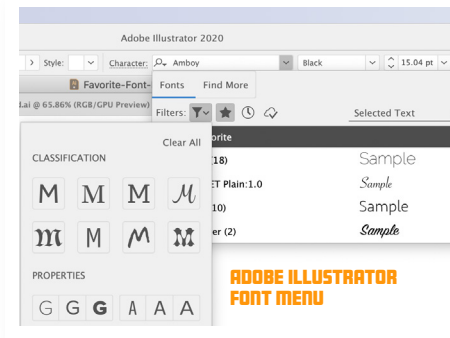 Adobe Illustrator 2020
Style: Character: Amboy Black 15.04 pt
Favorite-Font-
.ai @ 65.86% (RGB/GPU Preview)
Fonts Find More
Filters: Selected Text
Clear All
CLASSIFICATION
(18) Sample
ET Plain:1.0 Sample
10) Sample
er (2) Sample
M M M M
m M M M
PROPERTIES
G G G A A A
ADOBE ILLUSTRATOR
FONT MENU